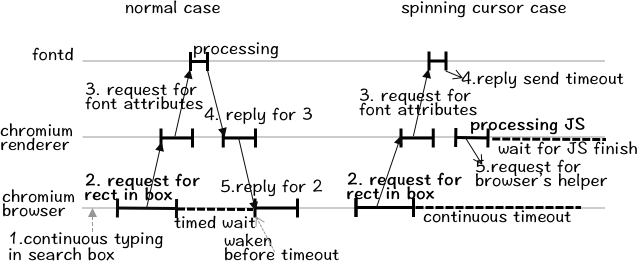 normal case
spinning cursor case
fontd
processing
4.reply send timeout
3. request for
font attributes
4. reply for 3
3. request for
font attributes
processing JS
chromium
renderer
wait for JS finish
5.request for
browser's helper
2. request for
rect in box
5.reply for 2
2. request for
rect in box
chromium
browser
timed wait
continuous timeout
1.continuous typing
in search box
waken
before timeout